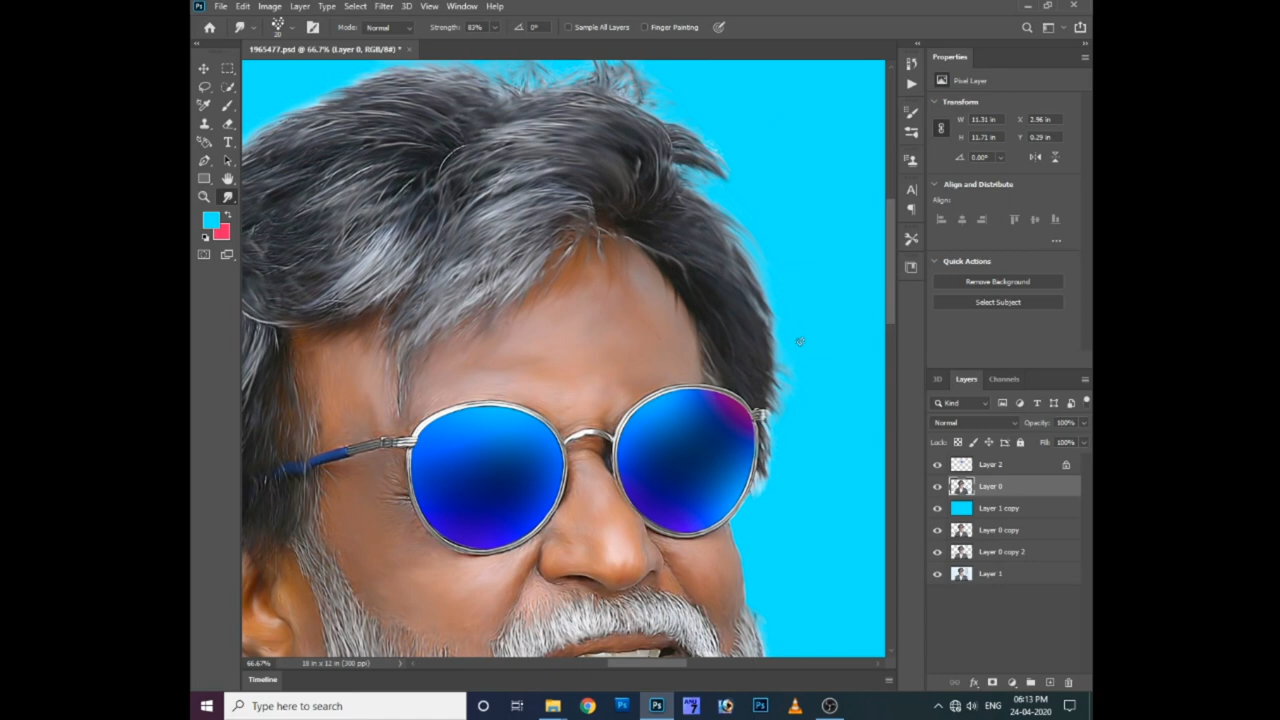 File Edit Image Layer Type Select Filter 3D View Window Help
20 Mode: Normal Strength: 83% 0° Sample All Layers Finger Painting
1965477.psd @ 66.7% (Layer 0, RGB/8#) * ×
Properties
Pixel Layer
Transform
W 11.31 in X 2.96 in
H 11.71 in Y 0.29 in
0.00°
Align and Distribute
Align:
Quick Actions
Remove Background
Select Subject
3D Layers Channels
Kind
Normal Opacity: 100%
Lock: Fill: 100%
Layer 2
Layer 0
Layer 1 copy
Layer 0 copy
Layer 0 copy 2
Layer 1
66.67% 18 in x 12 in (300 ppi)
Timeline
Type here to search
ENG 06:13 PM
24-04-2020